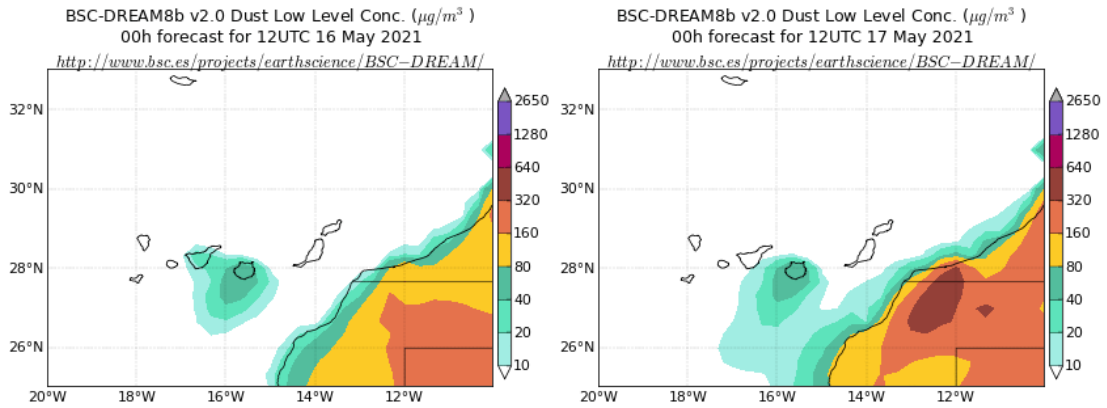 BSC-DREAM8b v2.0 Dust Low Level Conc. (μg/m³ )
00h forecast for 12UTC 16 May 2021
http://www.bsc.es/projects/earthscience/BSC−DREAM/
32°N
30°N
28°N
26°N
20°W
18°W
16°W
14°W
12°W
2650
1280
640
320
160
80
40
20
10
BSC-DREAM8b v2.0 Dust Low Level Conc. (μg/m³ )
00h forecast for 12UTC 17 May 2021
http://www.bsc.es/projects/earthscience/BSC−DREAM/
32°N
30°N
28°N
26°N
20°W
18°W
16°W
14°W
12°W
2650
1280
640
320
160
80
40
20
10